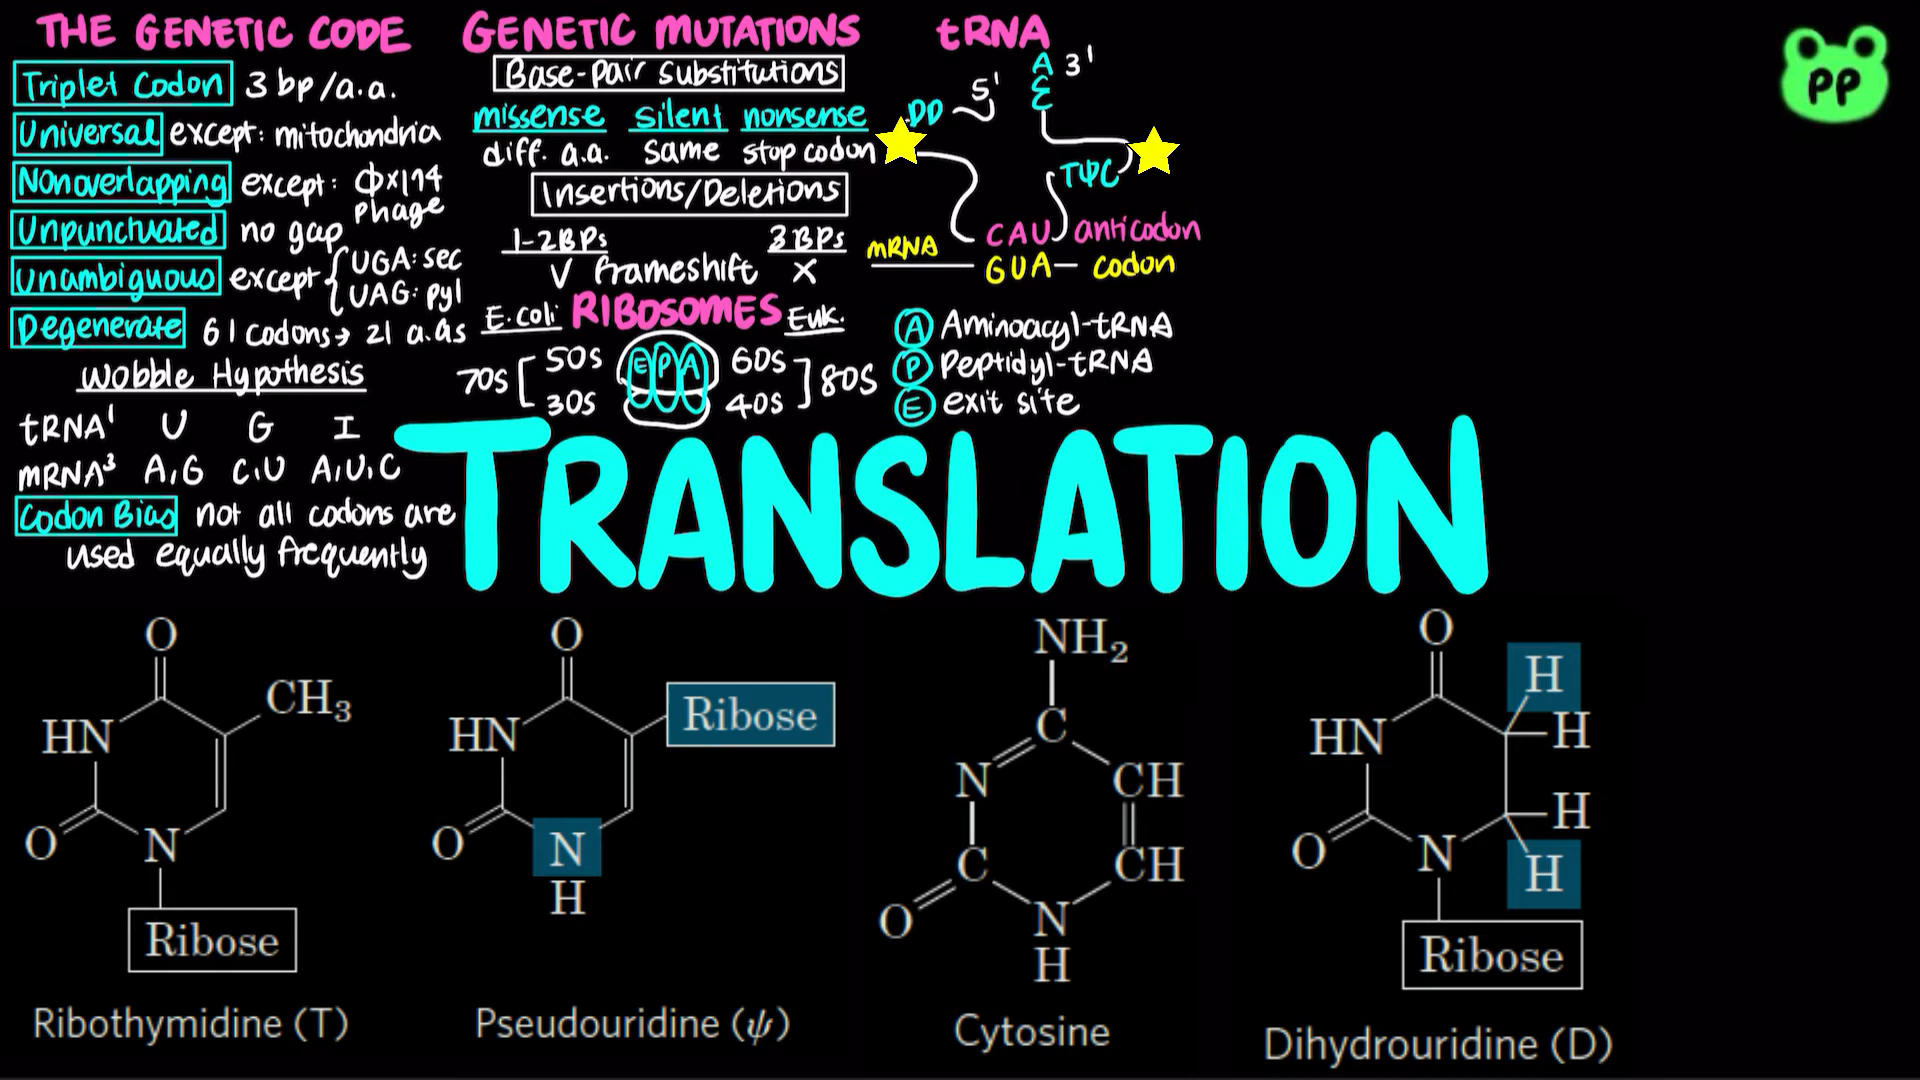 THE GENETIC CODE
Triplet Codon 3 bp/a.a.
Universal except: mitochondria
Nonoverlapping except: ΦX174
phage
Unpunctuated no gap
Unambiguous except { UGA: sec
UAG: pyl
Degenerate 61 codons → 21 a.as
Wobble Hypothesis
tRNA¹ U G I
mRNA³ A,G C,U A,U,C
Codon Bias not all codons are
used equally frequently
GENETIC MUTATIONS
Base-pair substitutions
missense silent nonsense
diff. a.a. same stop codon
Insertions/Deletions
1-2BPs 3BPs
V frameshift X
RIBOSOMES
E.coli Euk.
70S [ 50S E P A 60S ] 80S
30S 40S
tRNA
A 3'
C
C
5'
DD
TΨC
CAU anticodon
mRNA GUA codon
A Aminoacyl-tRNA
P Peptidyl-tRNA
E exit site
PP
TRANSLATION
O
CH₃
HN
O
N
Ribose
Ribothymidine (T)
O
Ribose
HN
O
N
H
Pseudouridine (ψ)
NH₂
C
N CH
C CH
O
N
H
Cytosine
O
H
HN H
H
O
N
H
Ribose
Dihydrouridine (D)